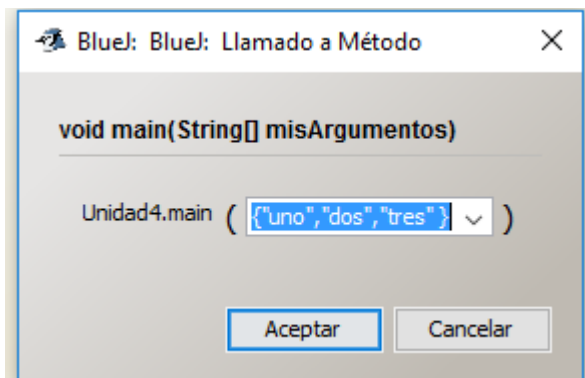 BlueJ: BlueJ: Llamado a Método
void main(String[] misArgumentos)
Unidad4.main ( {"uno","dos","tres"} )
Aceptar Cancelar